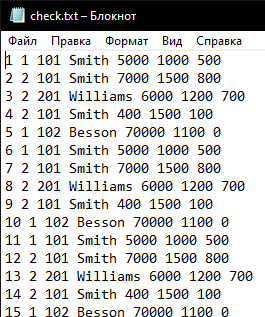 check.txt – Блокнот
Файл Правка Формат Вид Справка
1 1 101 Smith 5000 1000 500
2 2 101 Smith 7000 1500 800
3 2 201 Williams 6000 1200 700
4 2 101 Smith 400 1500 100
5 1 102 Besson 70000 1100 0
6 1 101 Smith 5000 1000 500
7 2 101 Smith 7000 1500 800
8 2 201 Williams 6000 1200 700
9 2 101 Smith 400 1500 100
10 1 102 Besson 70000 1100 0
11 1 101 Smith 5000 1000 500
12 2 101 Smith 7000 1500 800
13 2 201 Williams 6000 1200 700
14 2 101 Smith 400 1500 100
15 1 102 Besson 70000 1100 0